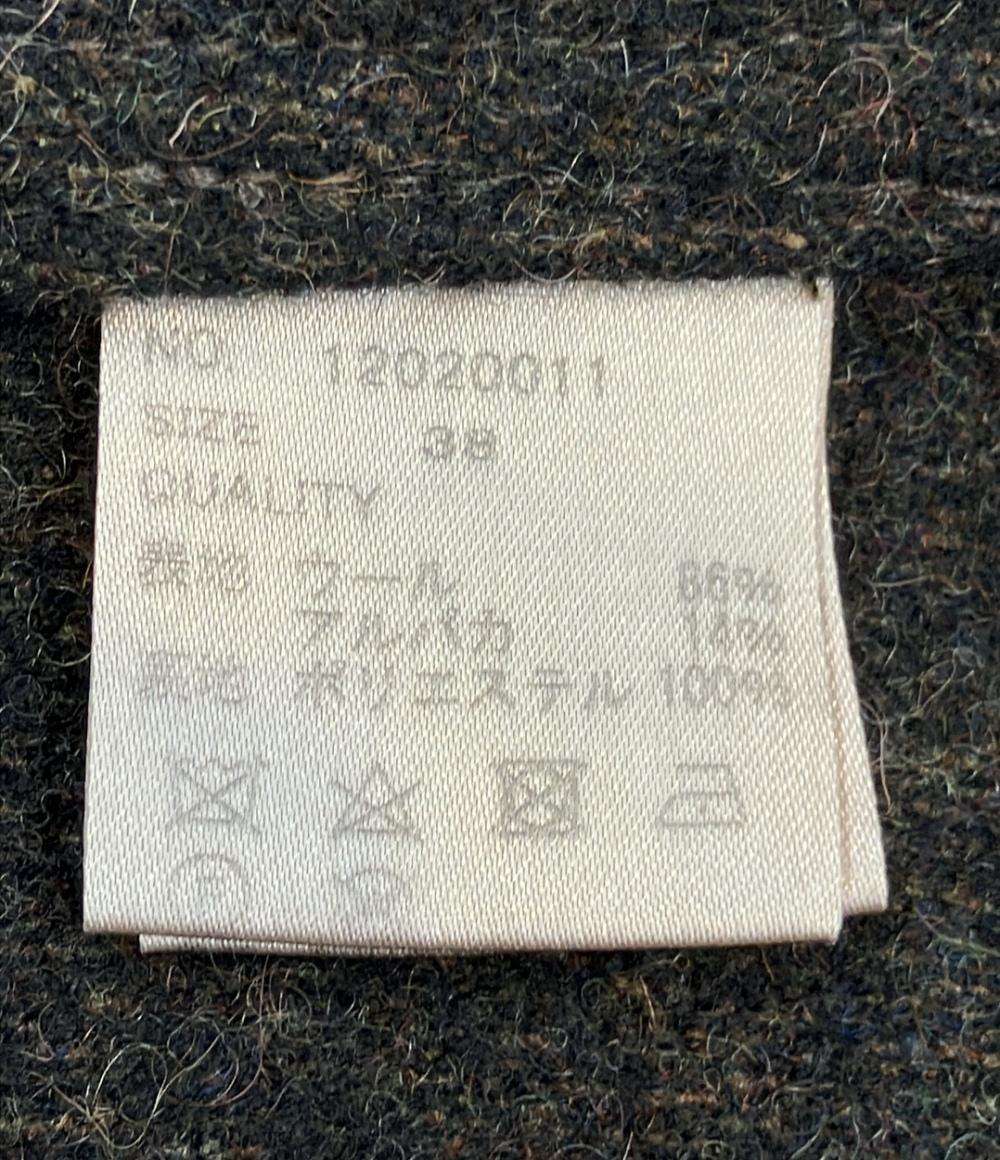 NO 12020011
SIZE 38
QUALITY
表地 ウール 86%
アルパカ 14%
裏地 ポリエステル 100%
P